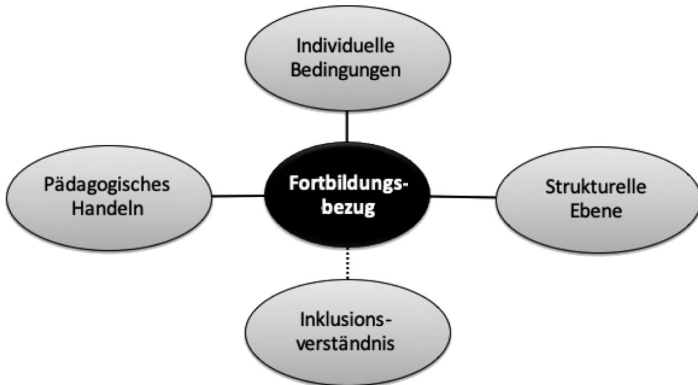 Individuelle
Bedingungen
Pädagogisches
Handeln
Fortbildungs-
bezug
Strukturelle
Ebene
Inklusions-
verständnis